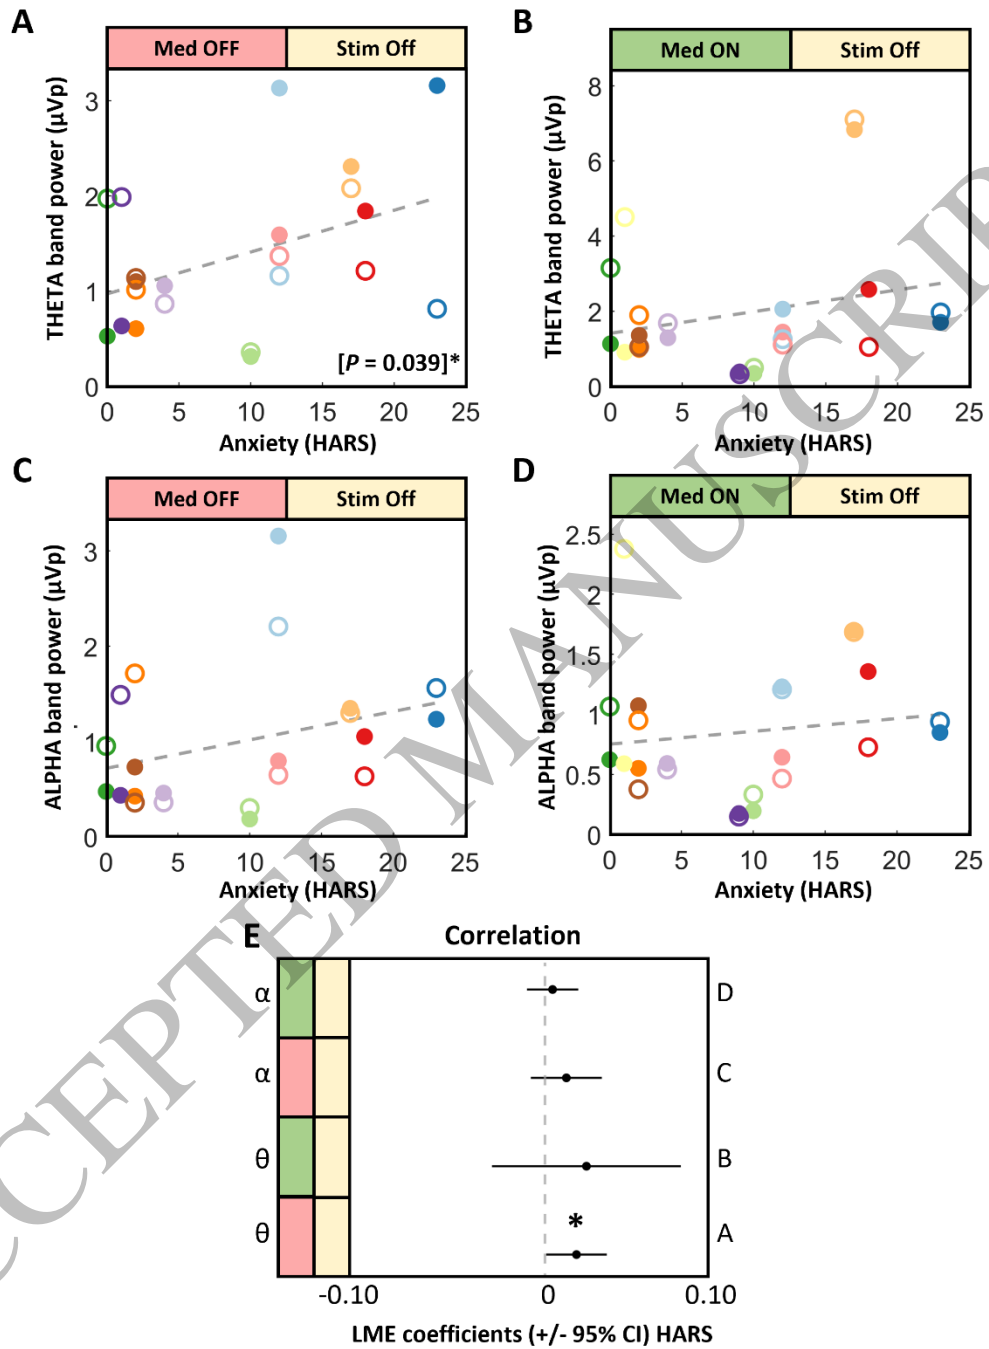 A
Med OFF
Stim Off
THETA band power (µVp)
3
2
1
0
[P = 0.039]*
0 5 10 15 20 25
Anxiety (HARS)
B
Med ON
Stim Off
THETA band power (µVp)
8
6
4
2
0
0 5 10 15 20 25
Anxiety (HARS)
C
Med OFF
Stim Off
ALPHA band power (µVp)
3
2
1
0
0 5 10 15 20 25
Anxiety (HARS)
D
Med ON
Stim Off
ALPHA band power (µVp)
2.5
2
1.5
1
0.5
0
0 5 10 15 20 25
Anxiety (HARS)
E
Correlation
α D
α C
θ B
*
θ A
-0.10 0 0.10
LME coefficients (+/- 95% CI) HARS
CCEPTED MANUSCRIP